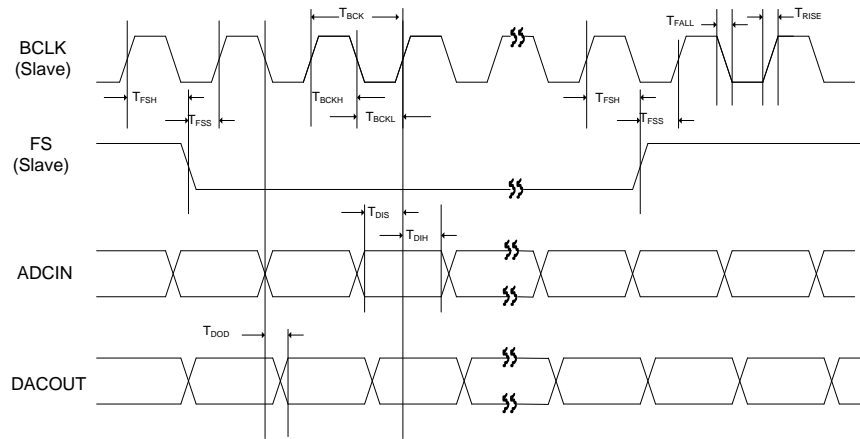 T_BCK
T_FALL
T_RISE
BCLK
(Slave)
T_FSH
T_BCKH
T_FSH
T_FSS
T_BCKL
T_FSS
FS
(Slave)
T_DIS
T_DIH
ADCIN
T_DOD
DACOUT